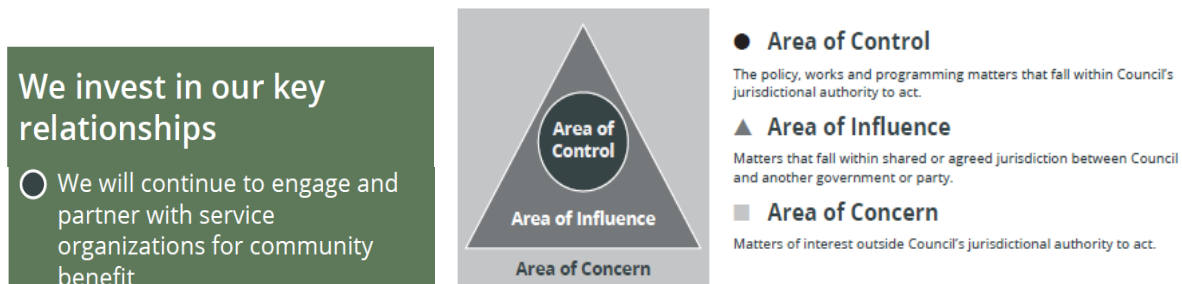 We invest in our key
relationships
We will continue to engage and
partner with service
organizations for community
benefit
Area of
Control
Area of Influence
Area of Concern
Area of Control
The policy, works and programming matters that fall within Council's
jurisdictional authority to act.
Area of Influence
Matters that fall within shared or agreed jurisdiction between Council
and another government or party.
Area of Concern
Matters of interest outside Council's jurisdictional authority to act.